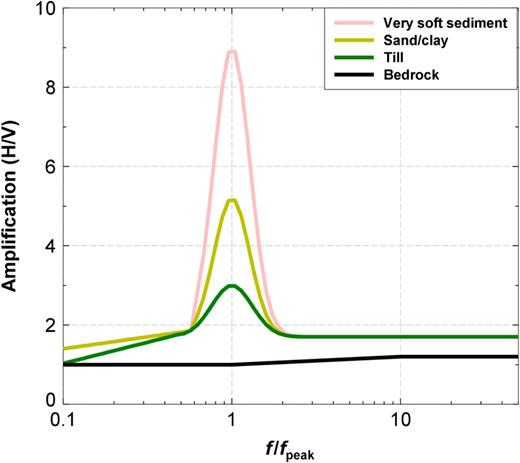 10
8
6
4
2
0
Amplification (H/V)
Very soft sediment
Sand/clay
Till
Bedrock
0.1
1
10
f/fpeak